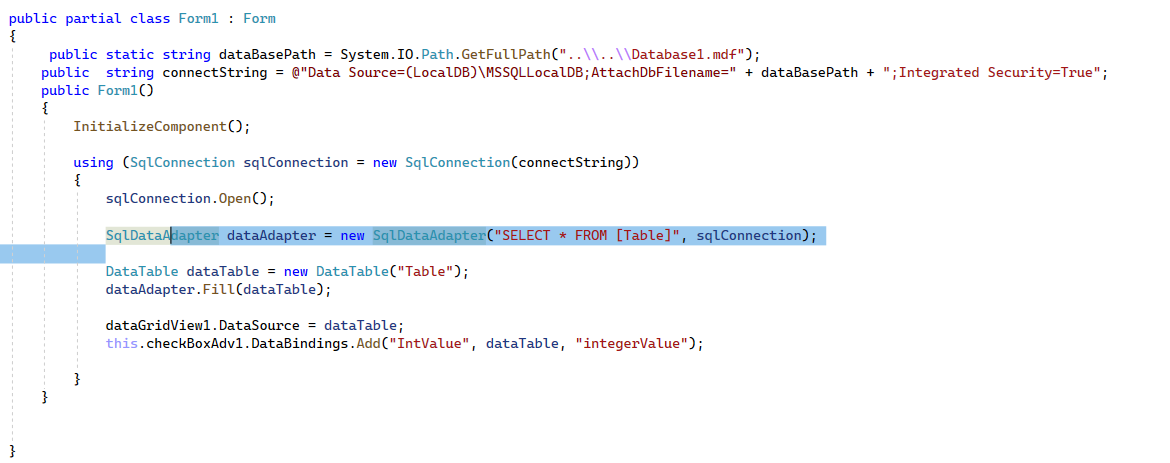 public partial class Form1 : Form
{
public static string dataBasePath = System.IO.Path.GetFullPath("..\\..\\Database1.mdf");
public  string connectString = @"Data Source=(LocalDB)\MSSQLLocalDB;AttachDbFilename=" + dataBasePath + ";Integrated Security=True";
public Form1()
{
InitializeComponent();
using (SqlConnection sqlConnection = new SqlConnection(connectString))
{
sqlConnection.Open();
SqlDataAdapter dataAdapter = new SqlDataAdapter("SELECT * FROM [Table]", sqlConnection);
DataTable dataTable = new DataTable("Table");
dataAdapter.Fill(dataTable);
dataGridView1.DataSource = dataTable;
this.checkBoxAdv1.DataBindings.Add("IntValue", dataTable, "integerValue");
}
}
}